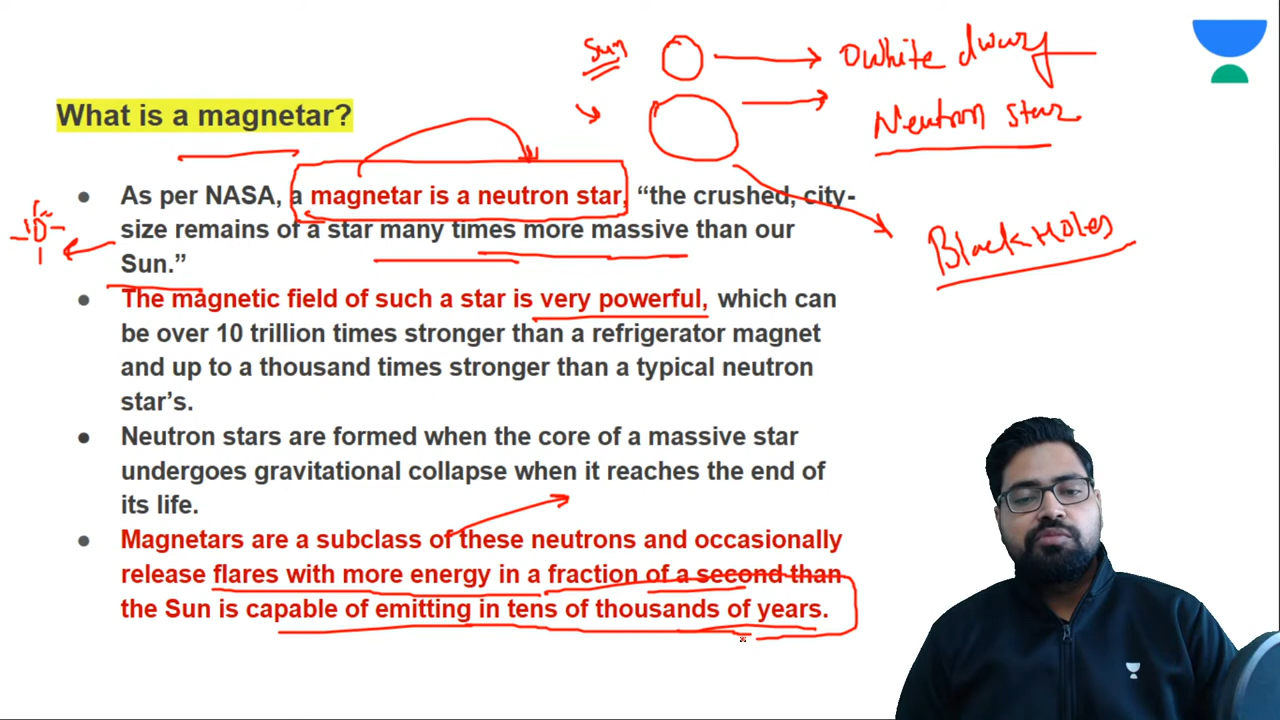 Sun
White dwarf
Neutron star
Black Holes
What is a magnetar?
● As per NASA, a magnetar is a neutron star, “the crushed, city-
size remains of a star many times more massive than our
Sun.”
● The magnetic field of such a star is very powerful, which can
be over 10 trillion times stronger than a refrigerator magnet
and up to a thousand times stronger than a typical neutron
star’s.
● Neutron stars are formed when the core of a massive star
undergoes gravitational collapse when it reaches the end of
its life.
● Magnetars are a subclass of these neutrons and occasionally
release flares with more energy in a fraction of a second than
the Sun is capable of emitting in tens of thousands of years.